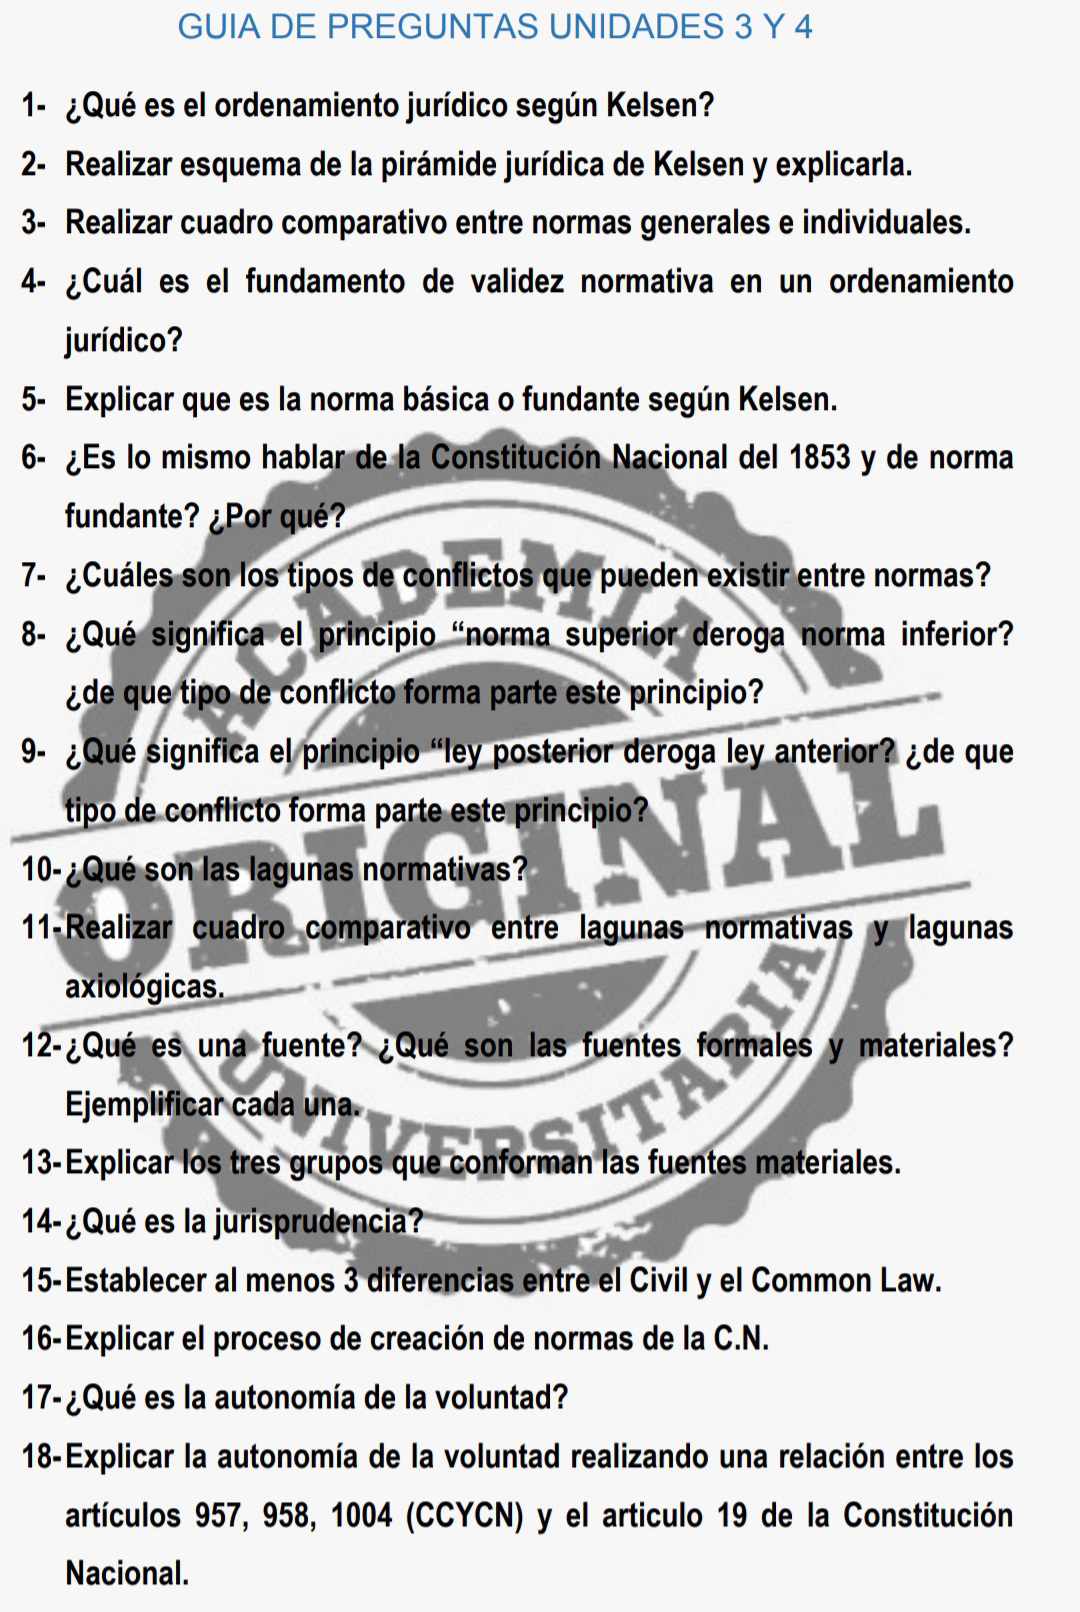 GUIA DE PREGUNTAS UNIDADES 3 Y 4
1- ¿Qué es el ordenamiento jurídico según Kelsen?
2- Realizar esquema de la pirámide jurídica de Kelsen y explicarla.
3- Realizar cuadro comparativo entre normas generales e individuales.
4- ¿Cuál es el fundamento de validez normativa en un ordenamiento
jurídico?
5- Explicar que es la norma básica o fundante según Kelsen.
6- ¿Es lo mismo hablar de la Constitución Nacional del 1853 y de norma
fundante? ¿Por qué?
7- ¿Cuáles son los tipos de conflictos que pueden existir entre normas?
8- ¿Qué significa el principio “norma superior deroga norma inferior?
¿de que tipo de conflicto forma parte este principio?
9- ¿Qué significa el principio “ley posterior deroga ley anterior? ¿de que
tipo de conflicto forma parte este principio?
10-¿Qué son las lagunas normativas?
11-Realizar cuadro comparativo entre lagunas normativas y lagunas
axiológicas.
12-¿Qué es una fuente? ¿Qué son las fuentes formales y materiales?
Ejemplificar cada una.
13-Explicar los tres grupos que conforman las fuentes materiales.
14-¿Qué es la jurisprudencia?
15-Establecer al menos 3 diferencias entre el Civil y el Common Law.
16-Explicar el proceso de creación de normas de la C.N.
17-¿Qué es la autonomía de la voluntad?
18-Explicar la autonomía de la voluntad realizando una relación entre los
artículos 957, 958, 1004 (CCYCN) y el articulo 19 de la Constitución
Nacional.
ACADEMIA
ORIGINAL
UNIVERSITARIA